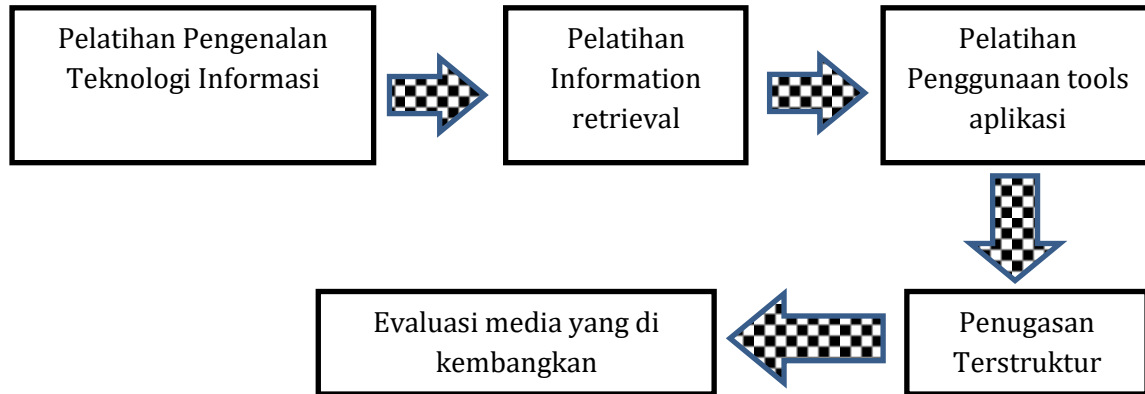 Pelatihan Pengenalan
Teknologi Informasi
Pelatihan
Information
retrieval
Pelatihan
Penggunaan tools
aplikasi
Penugasan
Terstruktur
Evaluasi media yang di
kembangkan